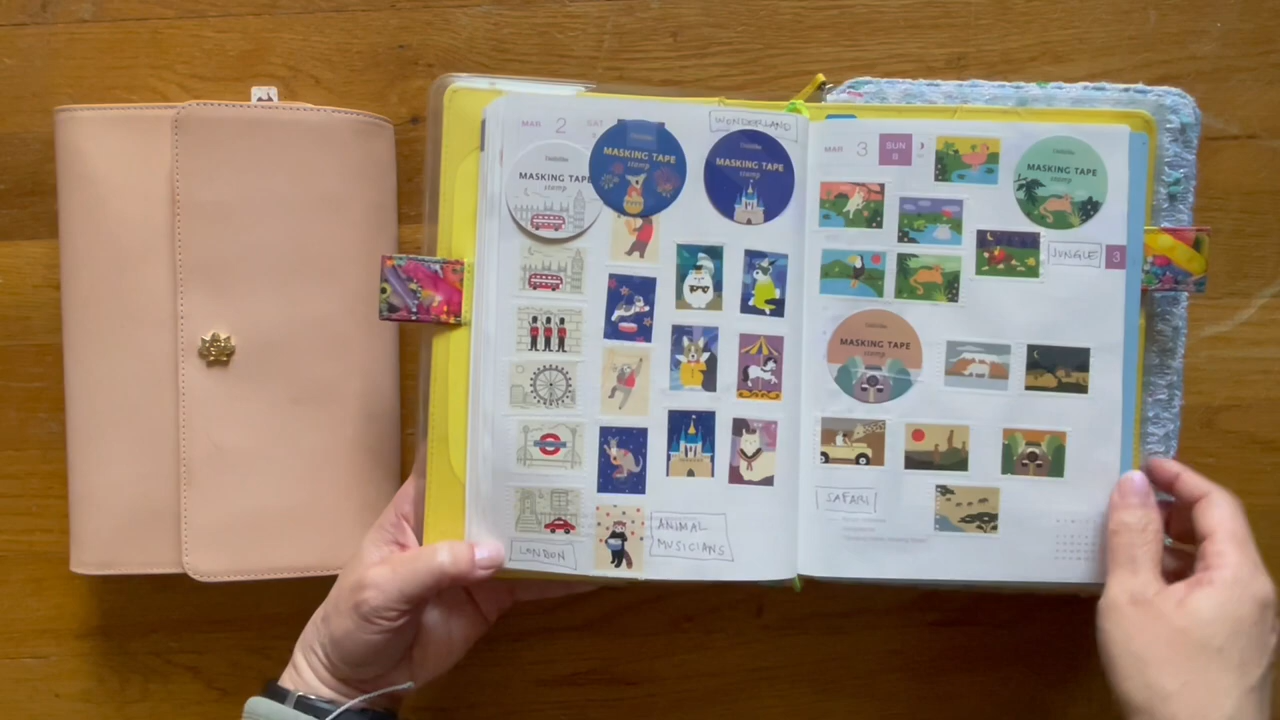 MAR 2 SAT
WONDERLAND
MASKING TAPE
stamp
MASKING TAPE
stamp
MASKING TAPE
stamp
LONDON
ANIMAL
MUSICIANS
MAR 3 SUN
MASKING TAPE
stamp
JUNGLE
3
MASKING TAPE
stamp
SAFARI